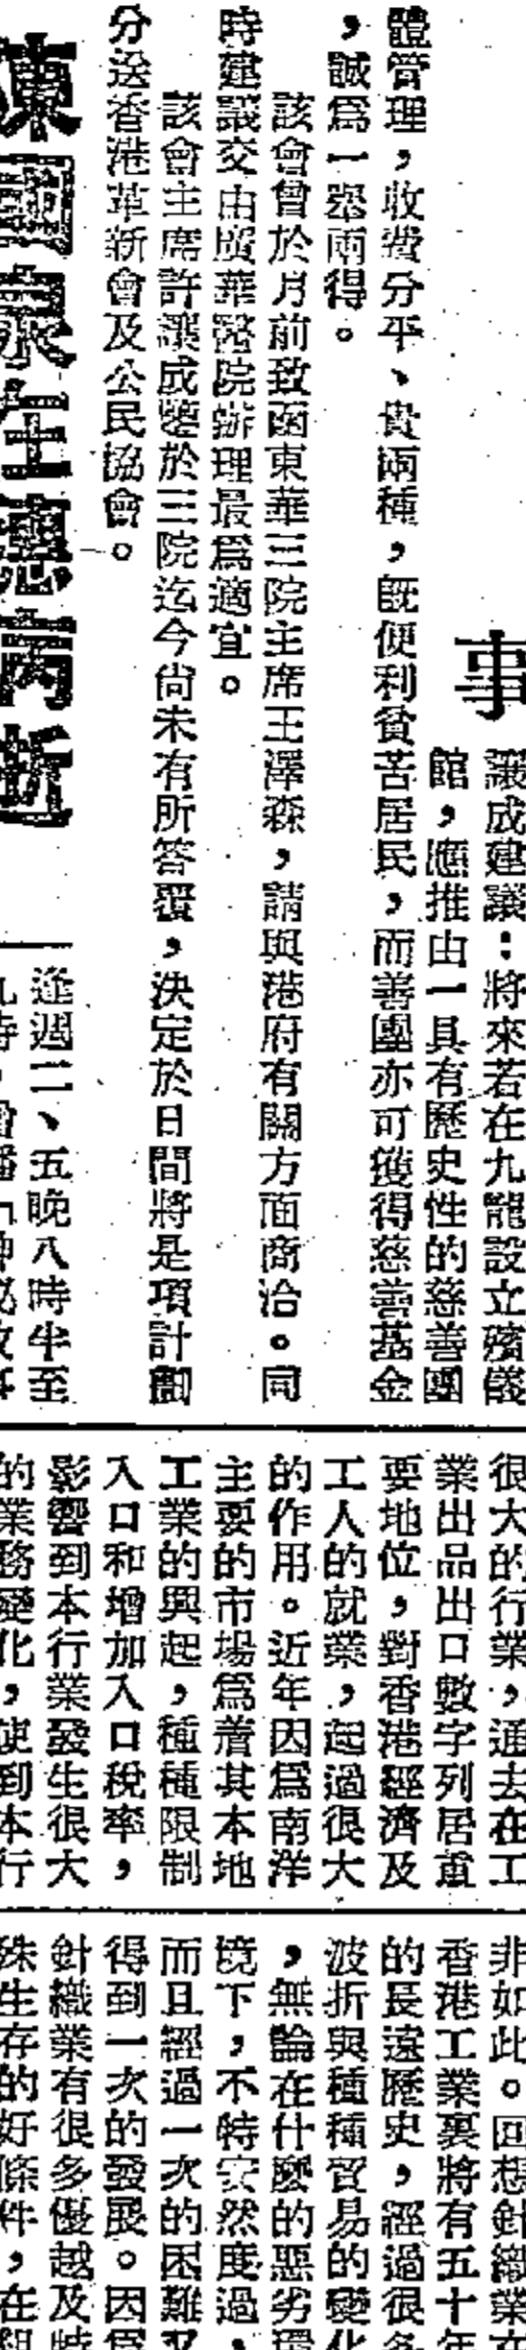 事
讓成建議：將來若在九龍設立殯儀
館，應推由一具有歷史性的慈善團
體管理，收費分平、貴兩種，既便利貧苦居民，而善團亦可獲得慈善基金
，誠爲一舉兩得。
該會曾於月前致函東華三院主席王澤森，請與港府有關方面商洽。同
時建議交由廣華醫院辦理最爲適宜。
該會主席許讓成鑒於三院迄今尚未有所答覆，決定於日間將是項計劃
分送香港革新會及公民協會。
陳國泉在惠病逝
逢週二、五晚八時半至
很大的行業，過去在工
業出品出口數字列居重
要地位，對香港經濟及
工人的就業，起過很大
的作用。近年因爲南洋
主要的市場爲着其本地
工業的興起，種種限制
入口和增加入口稅率，
影響到本行業發生很大
的業務變化，使到本行
非如此。回想針織業在
香港工業裏將有五十年
的長遠歷史，經過很多
波折與種種貿易的變化
，無論在什麼的惡劣環
境下，不特安然度過，
而且經過一次的困難又
得到一次的發展。因爲
針織業有很多優越及特
殊生存的好條件，在